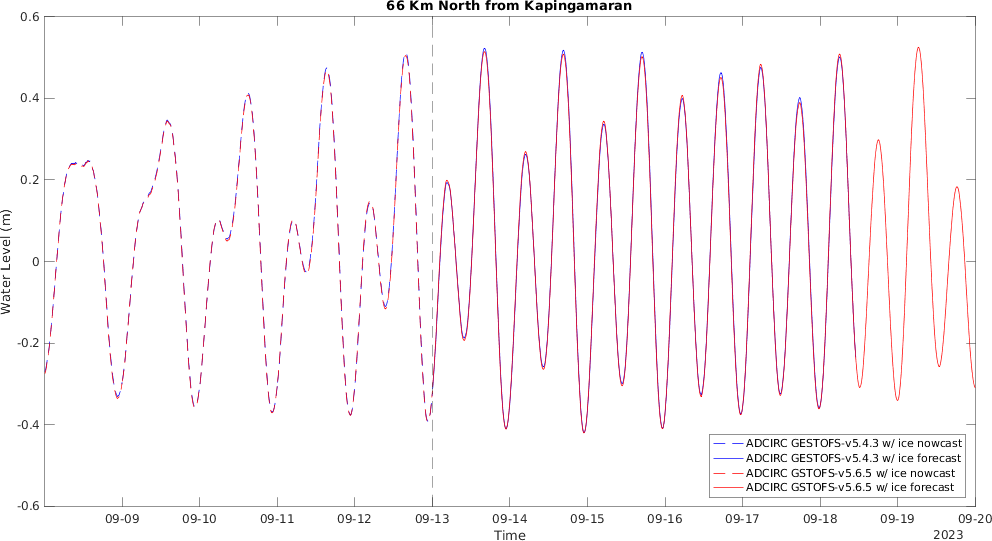 66 Km North from Kapingamaran
Water Level (m)
0.6
0.4
0.2
0
-0.2
-0.4
-0.6
09-09 09-10 09-11 09-12 09-13 09-14 09-15 09-16 09-17 09-18 09-19 09-20
Time
2023
ADCIRC GESTOFS-v5.4.3 w/ ice nowcast
ADCIRC GESTOFS-v5.4.3 w/ ice forecast
ADCIRC GSTOFS-v5.6.5 w/ ice nowcast
ADCIRC GSTOFS-v5.6.5 w/ ice forecast